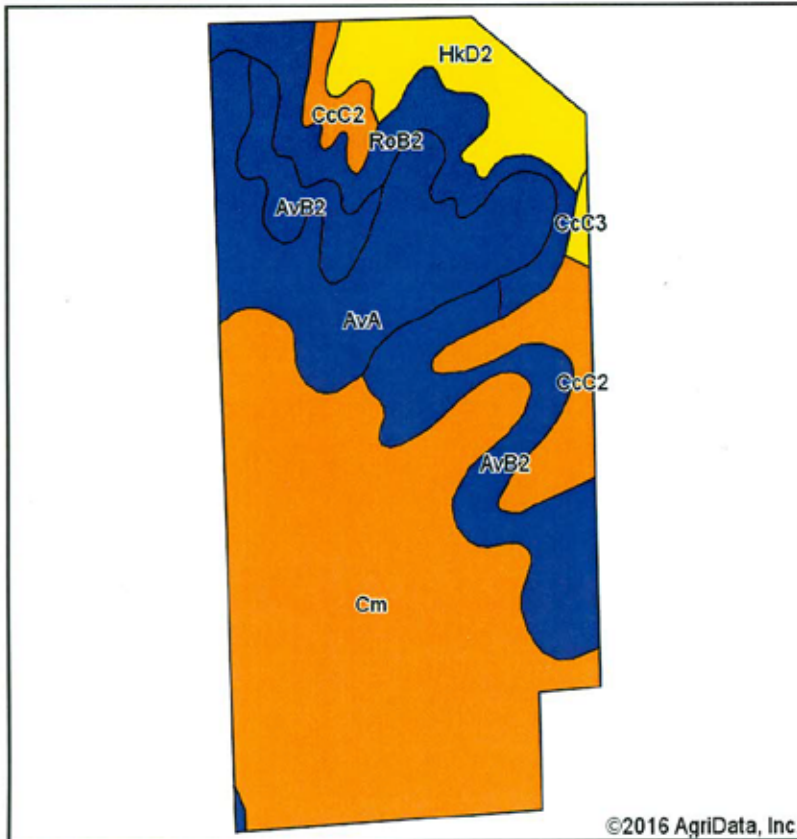 HkD2
CcC2
RoB2
AvB2
CcC3
AvA
CcC2
AvB2
Cm
©2016 AgriData, Inc